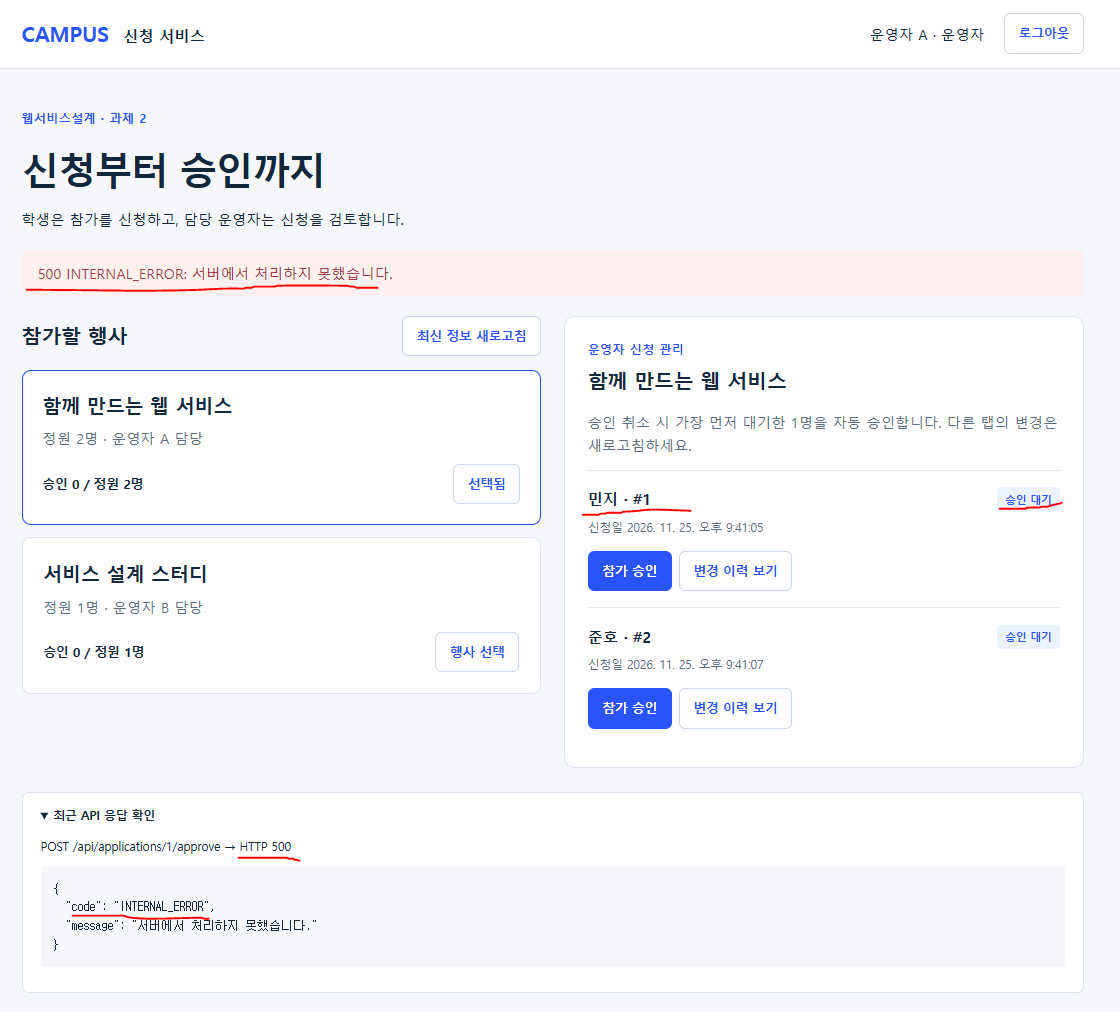 CAMPUS 신청 서비스
운영자 A · 운영자
로그아웃
웹서비스설계 · 과제 2
신청부터 승인까지
학생은 참가를 신청하고, 담당 운영자는 신청을 검토합니다.
500 INTERNAL_ERROR: 서버에서 처리하지 못했습니다.
참가할 행사
최신 정보 새로고침
함께 만드는 웹 서비스
정원 2명 · 운영자 A 담당
승인 0 / 정원 2명
선택됨
서비스 설계 스터디
정원 1명 · 운영자 B 담당
승인 0 / 정원 1명
행사 선택
운영자 신청 관리
함께 만드는 웹 서비스
승인 취소 시 가장 먼저 대기한 1명을 자동 승인합니다. 다른 탭의 변경은
새로고침하세요.
민지 · #1
승인 대기
신청일 2026. 11. 25. 오후 9:41:05
참가 승인
변경 이력 보기
준호 · #2
승인 대기
신청일 2026. 11. 25. 오후 9:41:07
참가 승인
변경 이력 보기
▼ 최근 API 응답 확인
POST /api/applications/1/approve → HTTP 500
{
"code": "INTERNAL_ERROR",
"message": "서버에서 처리하지 못했습니다."
}